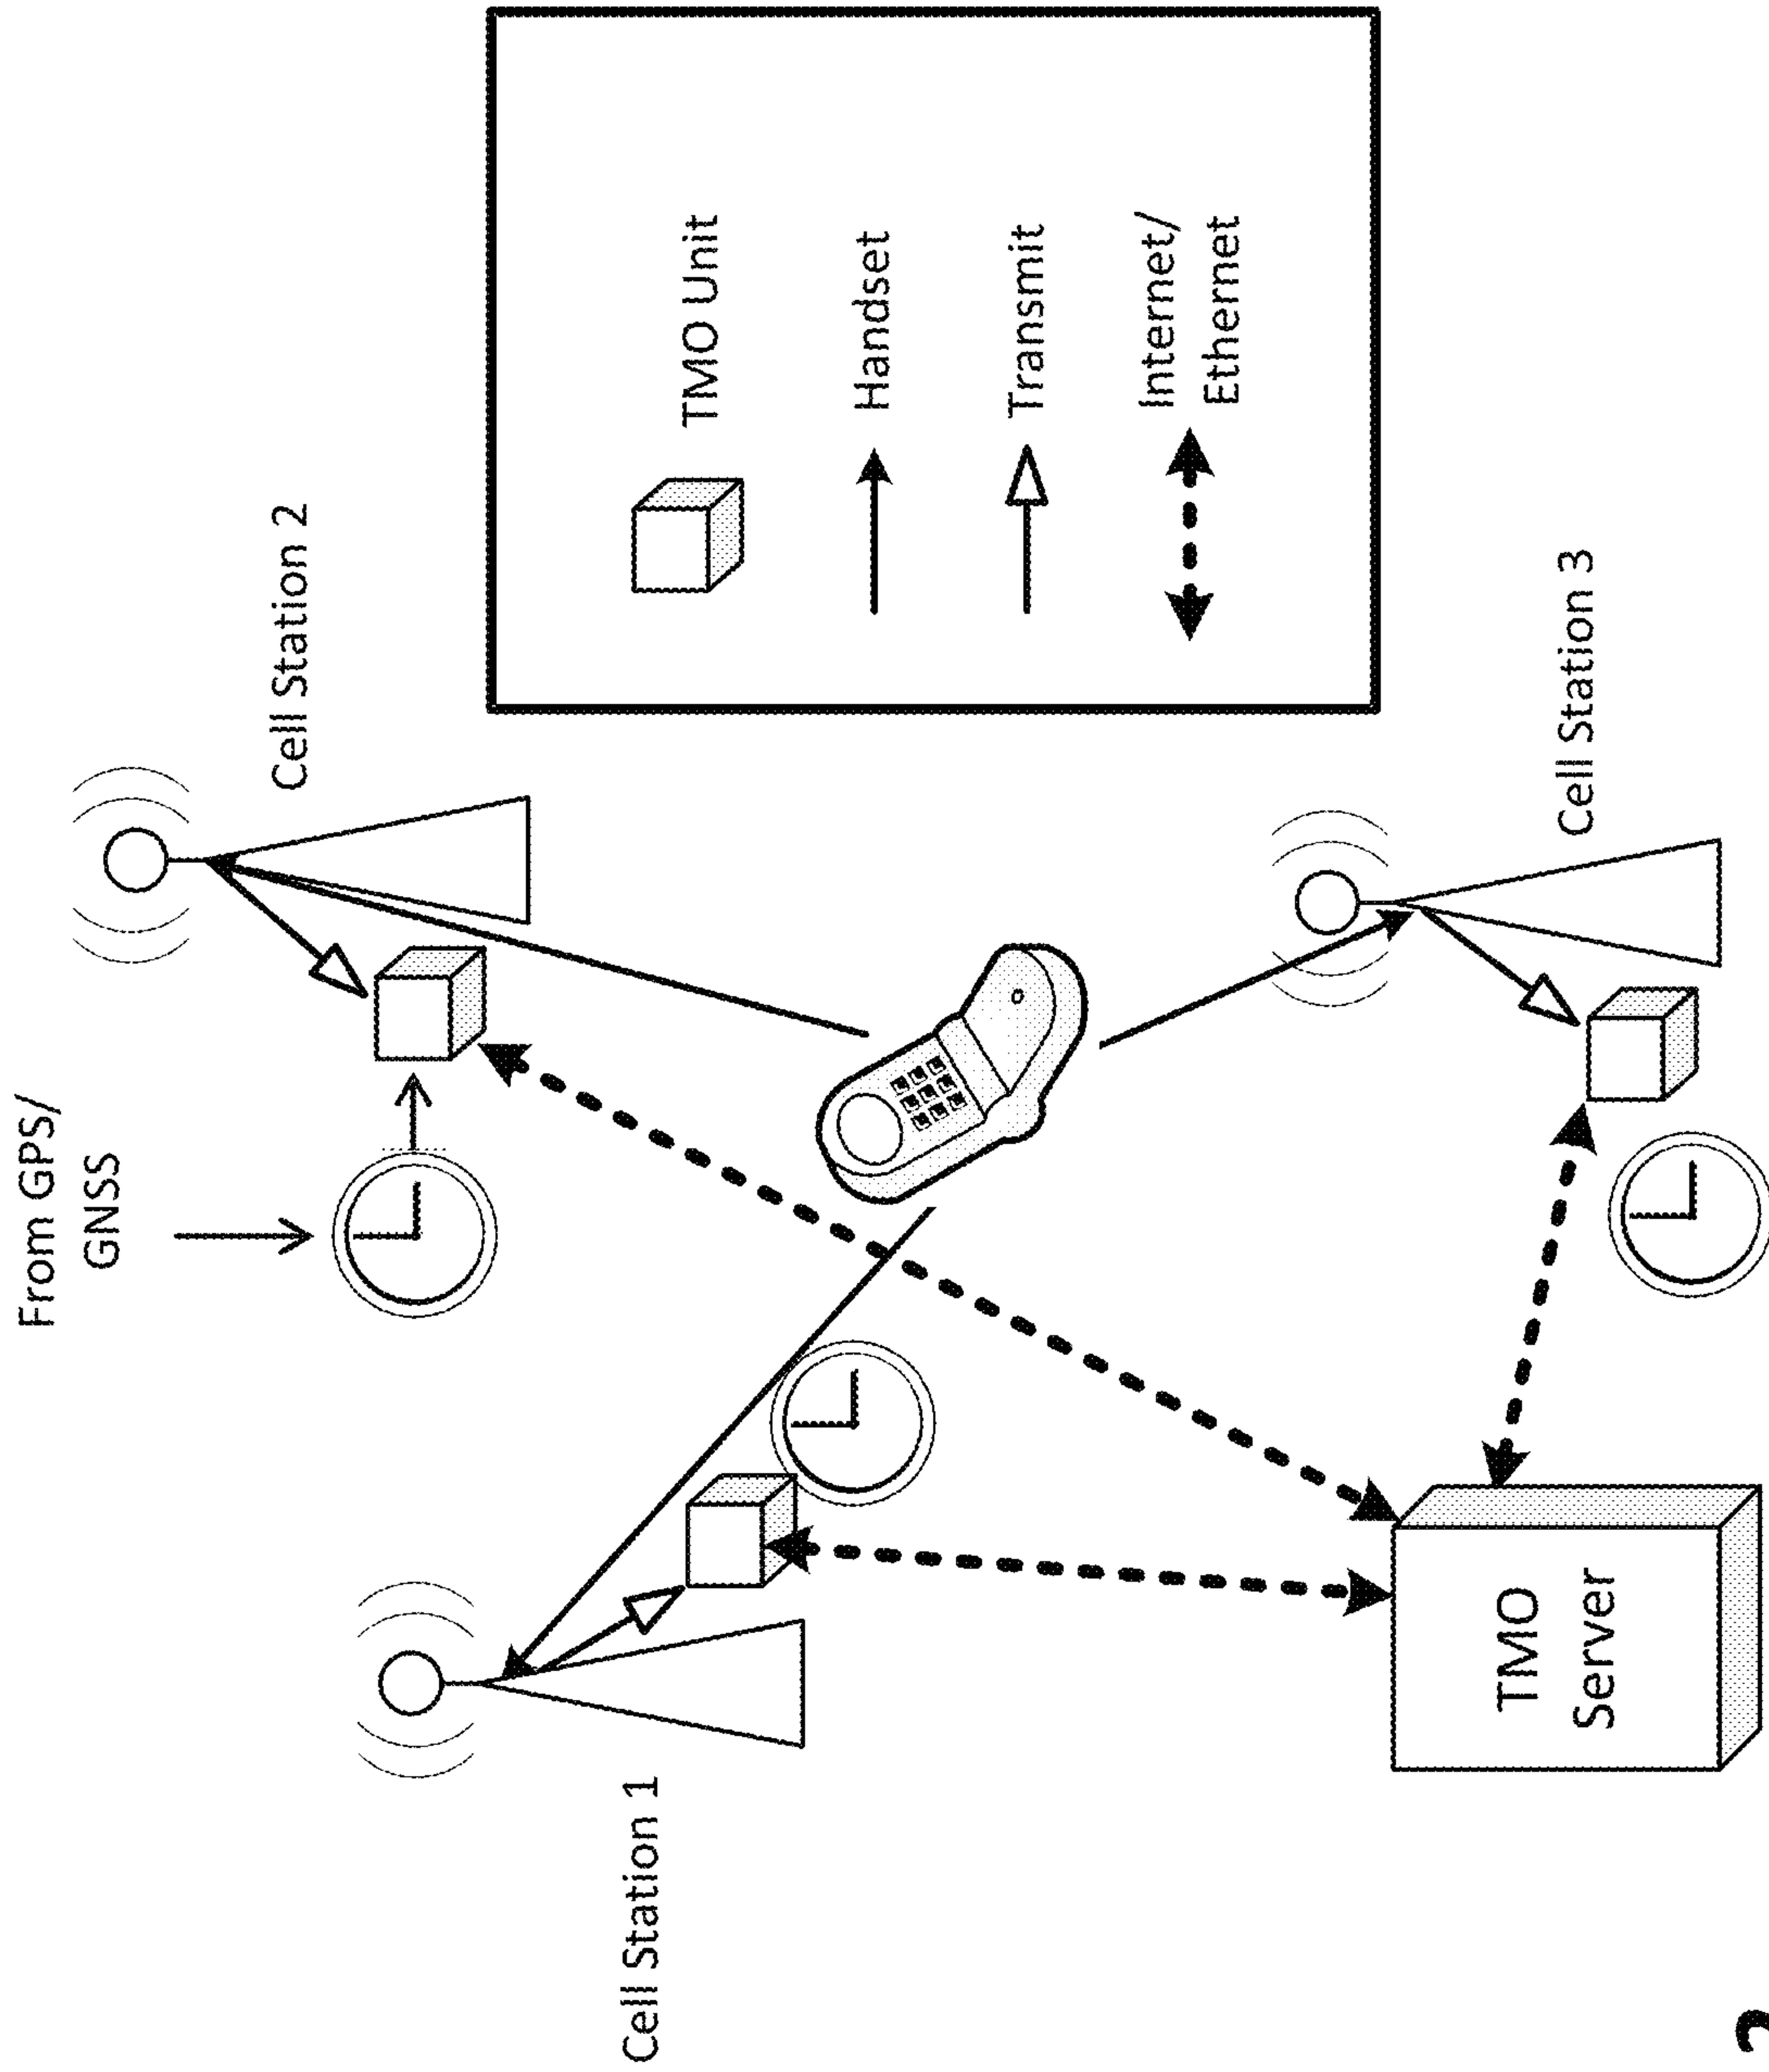 From GPS/
GNSS
Cell Station 2
Cell Station 1
TMO Unit
Handset
Transmit
Internet/
Ethernet
TMO
Server
Cell Station 3